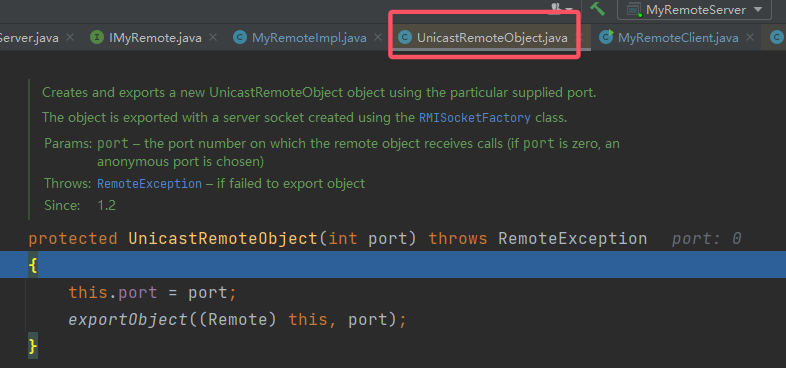 MyRemoteServer
Server.java IMyRemote.java MyRemoteImpl.java UnicastRemoteObject.java MyRemoteClient.java
Creates and exports a new UnicastRemoteObject object using the particular supplied port.
The object is exported with a server socket created using the RMISocketFactory class.
Params: port – the port number on which the remote object receives calls (if port is zero, an
anonymous port is chosen)
Throws: RemoteException – if failed to export object
Since: 1.2
protected UnicastRemoteObject(int port) throws RemoteException port: 0
{
this.port = port;
exportObject((Remote) this, port);
}